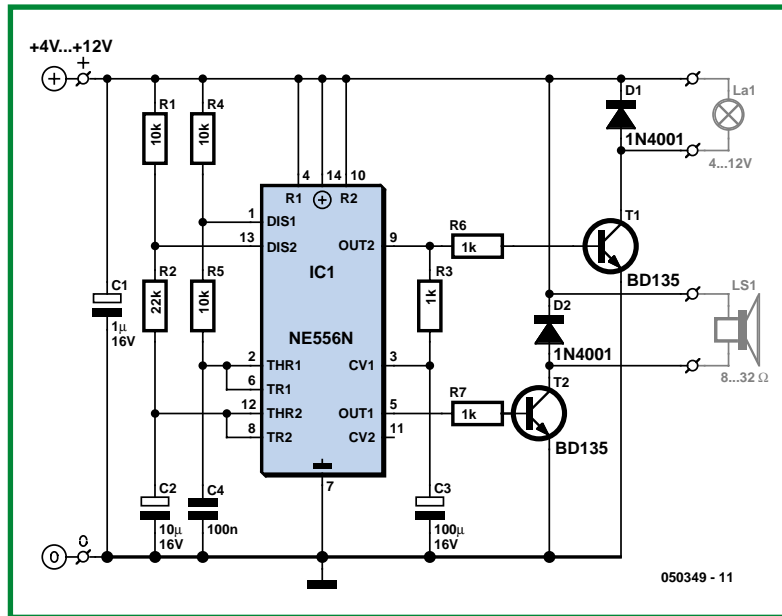 +4V...+12V
+
+
R1
10k
R4
10k
D1
1N4001
La1
4...12V
4
14
10
R1
+
R2
1
DIS1
13
DIS2
OUT2
9
R6
1k
T1
BD135
IC1
NE556N
R2
22k
R5
10k
R3
1k
C1
1µ
16V
D2
1N4001
LS1
8...32 Ω
2
THR1
6
TR1
CV1
3
12
THR2
8
TR2
OUT1
5
CV2
11
R7
1k
T2
BD135
7
C2
10µ
16V
C4
100n
C3
100µ
16V
0
0
050349 - 11